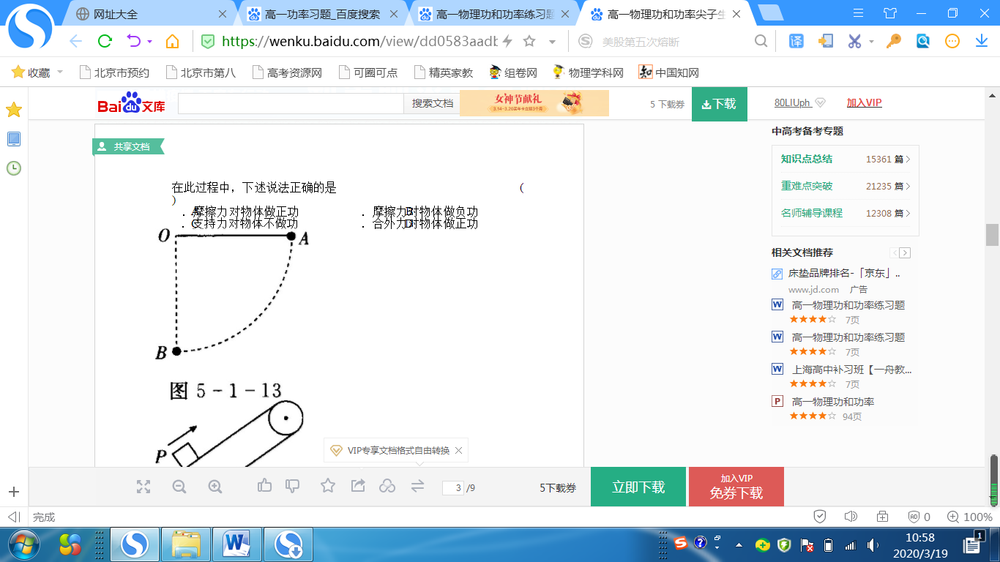 网址大全
高一功率习题_百度搜索
高一物理功和功率练习题
高一物理功和功率尖子生
https://wenku.baidu.com/view/dd0583aadb
美股第五次熔断
收藏
北京市预约
北京市第八
高考资源网
可圈可点
精英家教
组卷网
物理学科网
中国知网
Bai du 文库
搜索文档
女神节献礼
5 下载券
下载
80LIUph
加入VIP
共享文档
中高考备考专题
知识点总结 15361 篇
重难点突破 21235 篇
名师辅导课程 12308 篇
在此过程中，下述说法正确的是 (
)
. A摩擦力对物体做正功 . B摩擦力对物体做负功
. C支持力对物体不做功 . D合外力对物体做正功
O A
B
图 5-1-13
P
相关文档推荐
床垫品牌排名-「京东」..
www.jd.com 广告
高一物理功和功率练习题
7页
高一物理功和功率练习题
7页
上海高中补习班【一舟教...
7页
高一物理功和功率
94页
VIP专享文档格式自由转换
3 /9
5下载券
立即下载
加入VIP
免券下载
完成
0
100%
10:58
2020/3/19
1